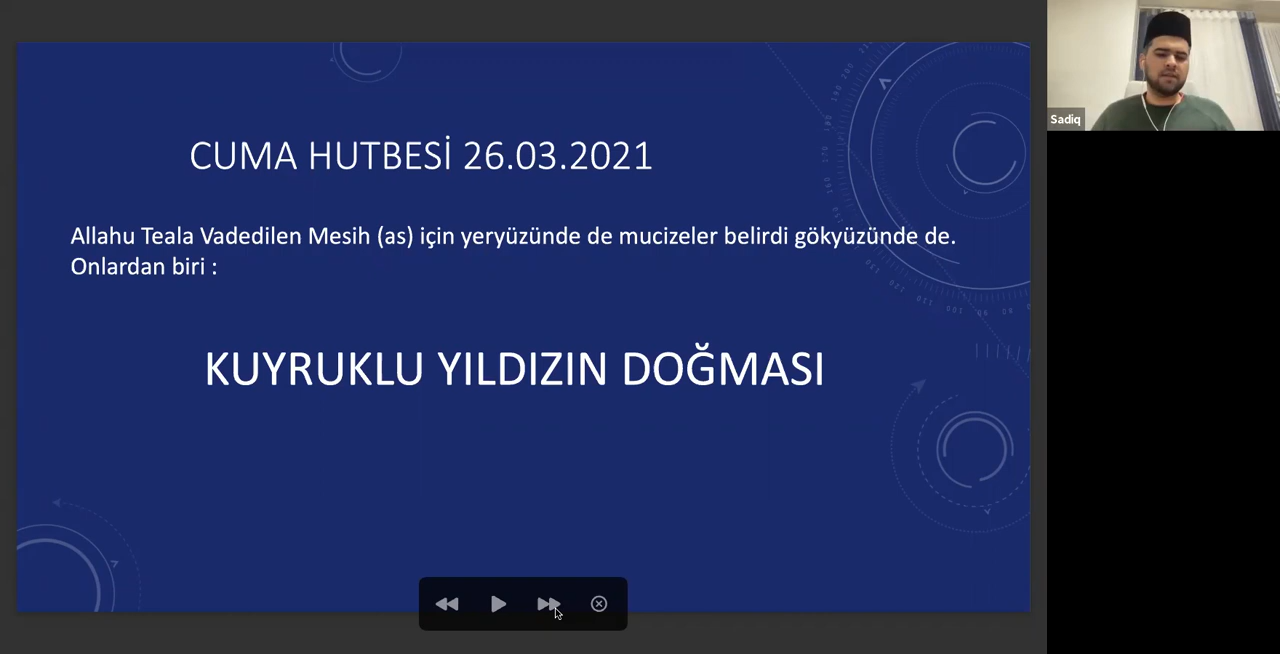 CUMA HUTBESİ 26.03.2021
Allahu Teala Vadedilen Mesih (as) için yeryüzünde de mucizeler belirdi gökyüzünde de.
Onlardan biri :
KUYRUKLU YILDIZIN DOĞMASI
Sadiq